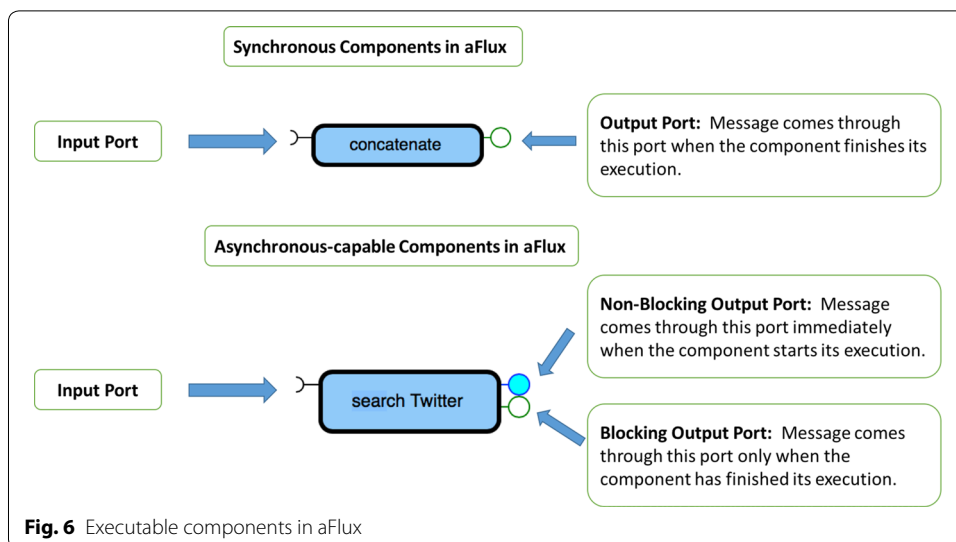 Synchronous Components in aFlux
Input Port
concatenate
Output Port: Message comes through
this port when the component finishes its
execution.
Asynchronous-capable Components in aFlux
Input Port
search Twitter
Non-Blocking Output Port: Message
comes through this port immediately
when the component starts its execution.
Blocking Output Port: Message comes
through this port only when the
component has finished its execution.
Fig. 6 Executable components in aFlux